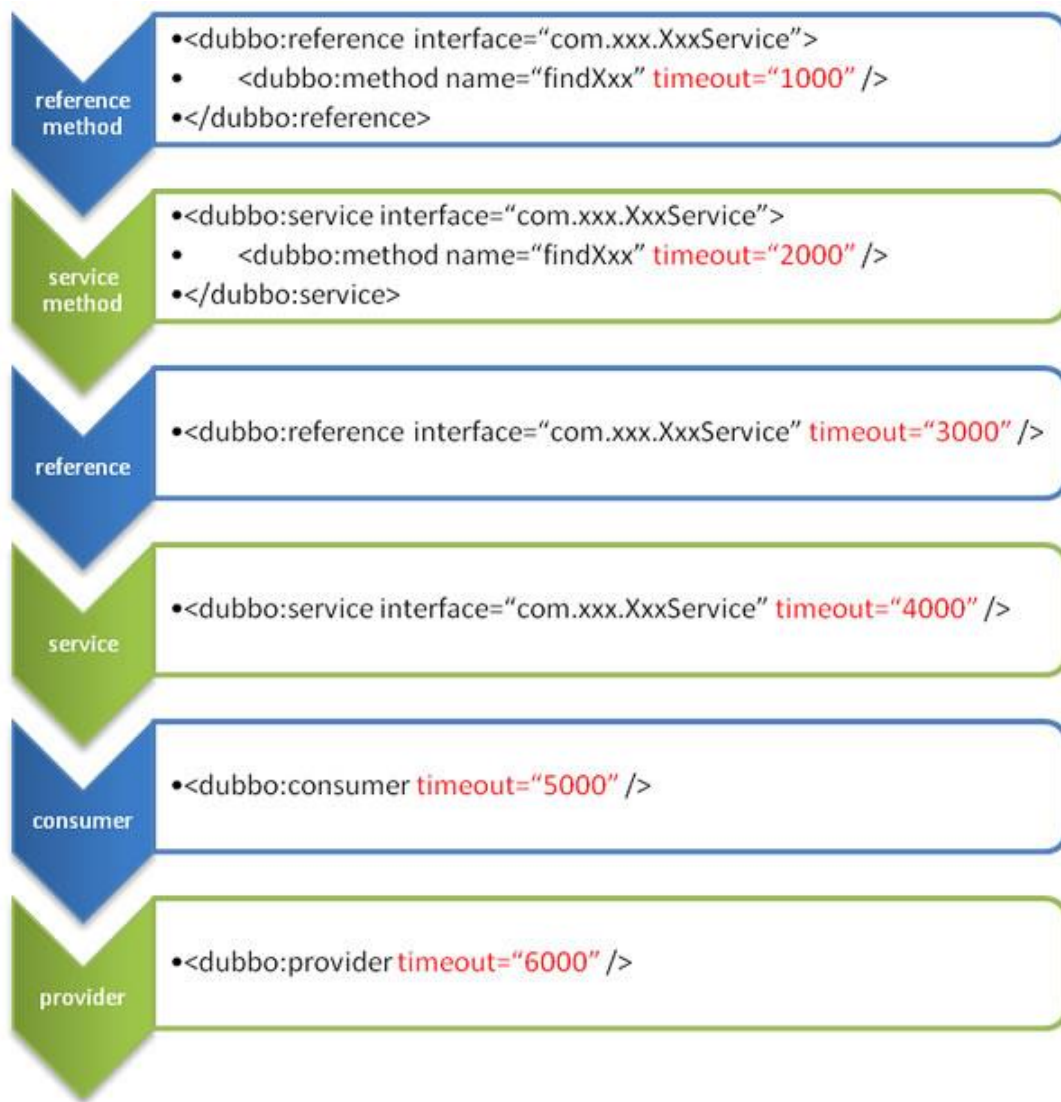 reference
method
•<dubbo:reference interface=“com.xxx.XxxService”>
• <dubbo:method name=“findXxx” timeout=“1000” />
•</dubbo:reference>
service
method
•<dubbo:service interface=“com.xxx.XxxService”>
• <dubbo:method name=“findXxx” timeout=“2000” />
•</dubbo:service>
reference
•<dubbo:reference interface=“com.xxx.XxxService” timeout=“3000” />
service
•<dubbo:service interface=“com.xxx.XxxService” timeout=“4000” />
consumer
•<dubbo:consumer timeout=“5000” />
provider
•<dubbo:provider timeout=“6000” />